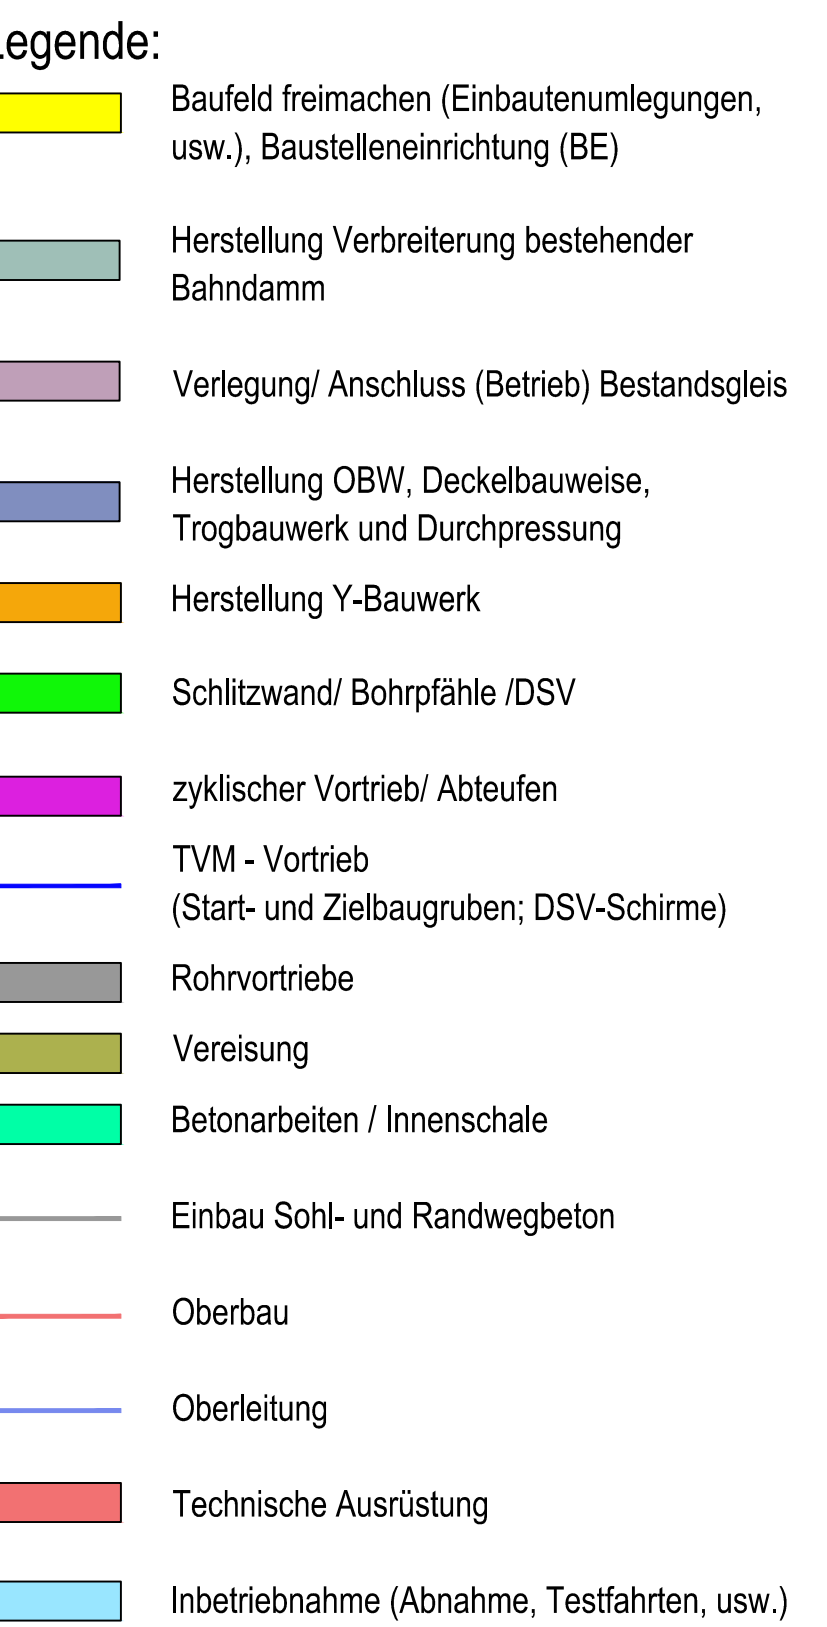 Legende:
Baufeld freimachen (Einbautenumlegungen,
usw.), Baustelleneinrichtung (BE)
Herstellung Verbreiterung bestehender
Bahndamm
Verlegung/ Anschluss (Betrieb) Bestandsgleis
Herstellung OBW, Deckelbauweise,
Trogbauwerk und Durchpressung
Herstellung Y-Bauwerk
Schlitzwand/ Bohrpfähle /DSV
zyklischer Vortrieb/ Abteufen
TVM - Vortrieb
(Start- und Zielbaugruben; DSV-Schirme)
Rohrvortriebe
Vereisung
Betonarbeiten / Innenschale
Einbau Sohl- und Randwegbeton
Oberbau
Oberleitung
Technische Ausrüstung
Inbetriebnahme (Abnahme, Testfahrten, usw.)